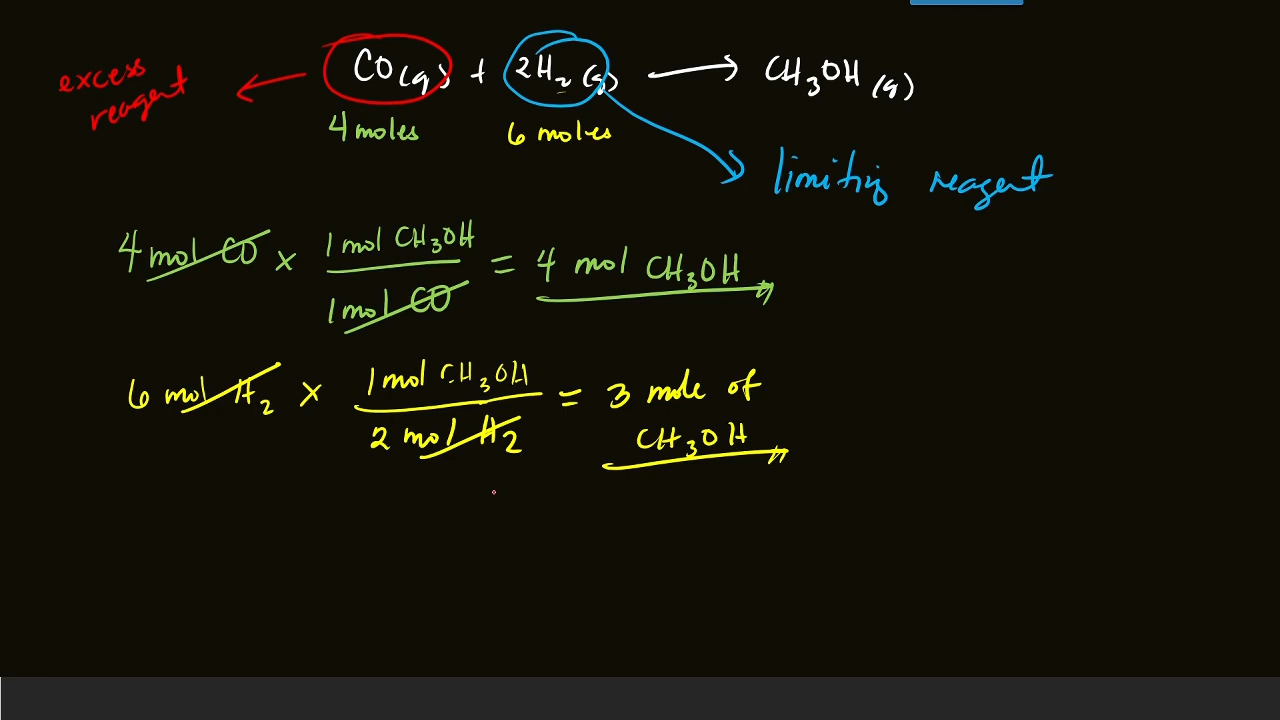 excess reagent ← CO(g) + 2H₂(g) → CH₃OH(g)
4 moles 6 moles
limiting reagent
4 mol CO × 1 mol CH₃OH / 1 mol CO = 4 mol CH₃OH
6 mol H₂ × 1 mol CH₃OH / 2 mol H₂ = 3 mole of
CH₃OH